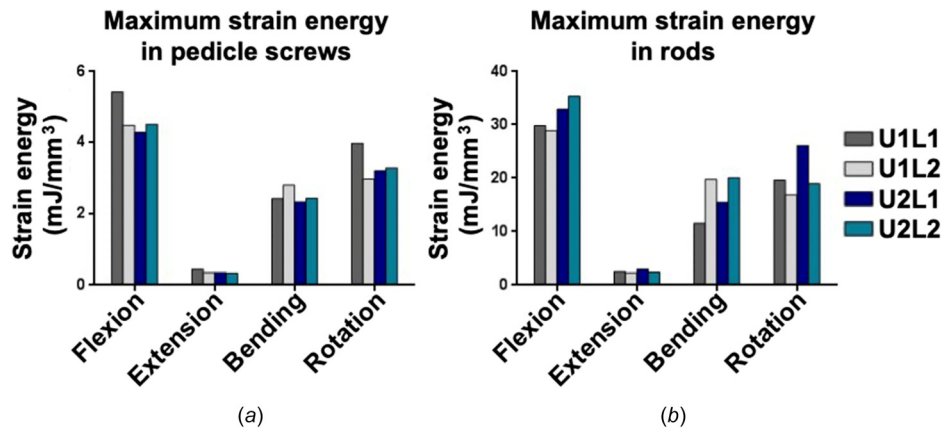 Maximum strain energy
in pedicle screws
Strain energy
(mJ/mm³)
6
4
2
0
Flexion
Extension
Bending
Rotation
(a)
Maximum strain energy
in rods
Strain energy
(mJ/mm³)
40
30
20
10
0
Flexion
Extension
Bending
Rotation
(b)
U1L1
U1L2
U2L1
U2L2